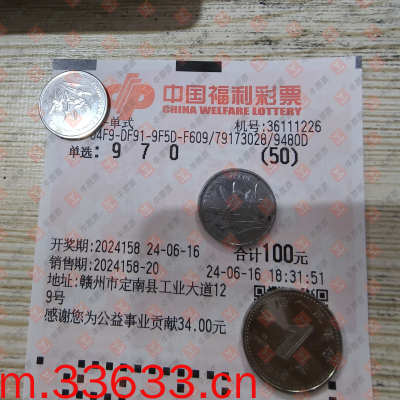 中国福利彩票
CHINA WELFARE LOTTERY
单式
机号:36111226
04F9-DF91-9F5D-F609/79173028/9480D
单选: 9 7 0 (50)
开奖期:2024158 24-06-16 合计100元
销售期:2024158-20 24-06-16 18:31:51
地址:赣州市定南县工业大道12
9号
感谢您为公益事业贡献34.00元
m.33633.cn